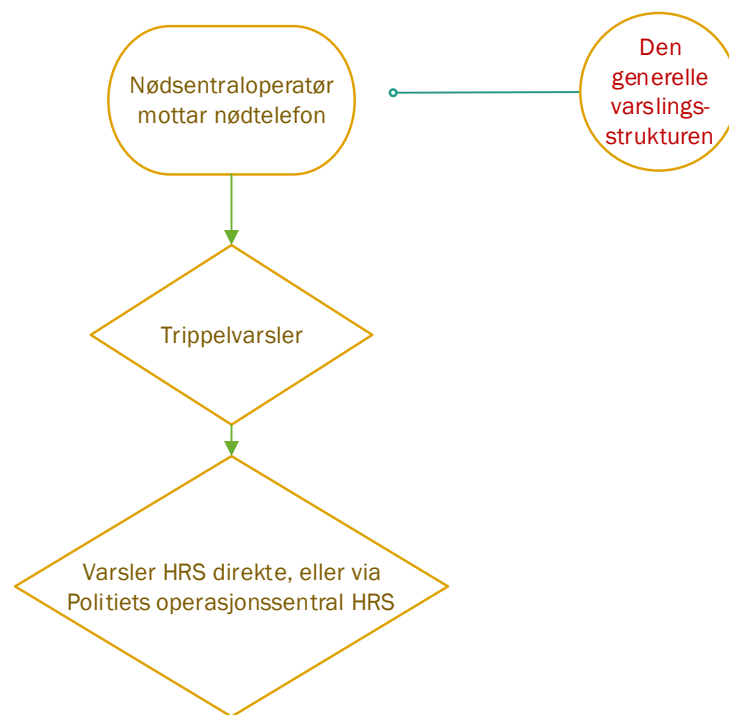 Nødsentraloperatør
mottar nødtelefon
Den
generelle
varslings-
strukturen
Trippelvarsler
Varsler HRS direkte, eller via
Politiets operasjonssentral HRS